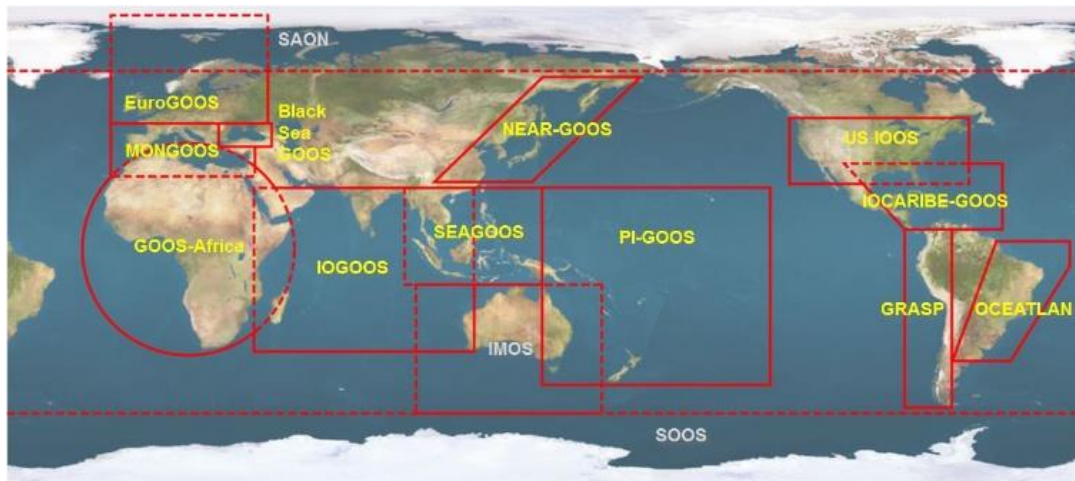 SAON
EuroGOOS
Black
Sea
GOOS
NEAR-GOOS
US IOOS
MONGOOS
IOCARIBE-GOOS
GOOS-Africa
SEAGOOS
PI-GOOS
IOGOOS
GRASP
OCEATLAN
IMOS
SOOS